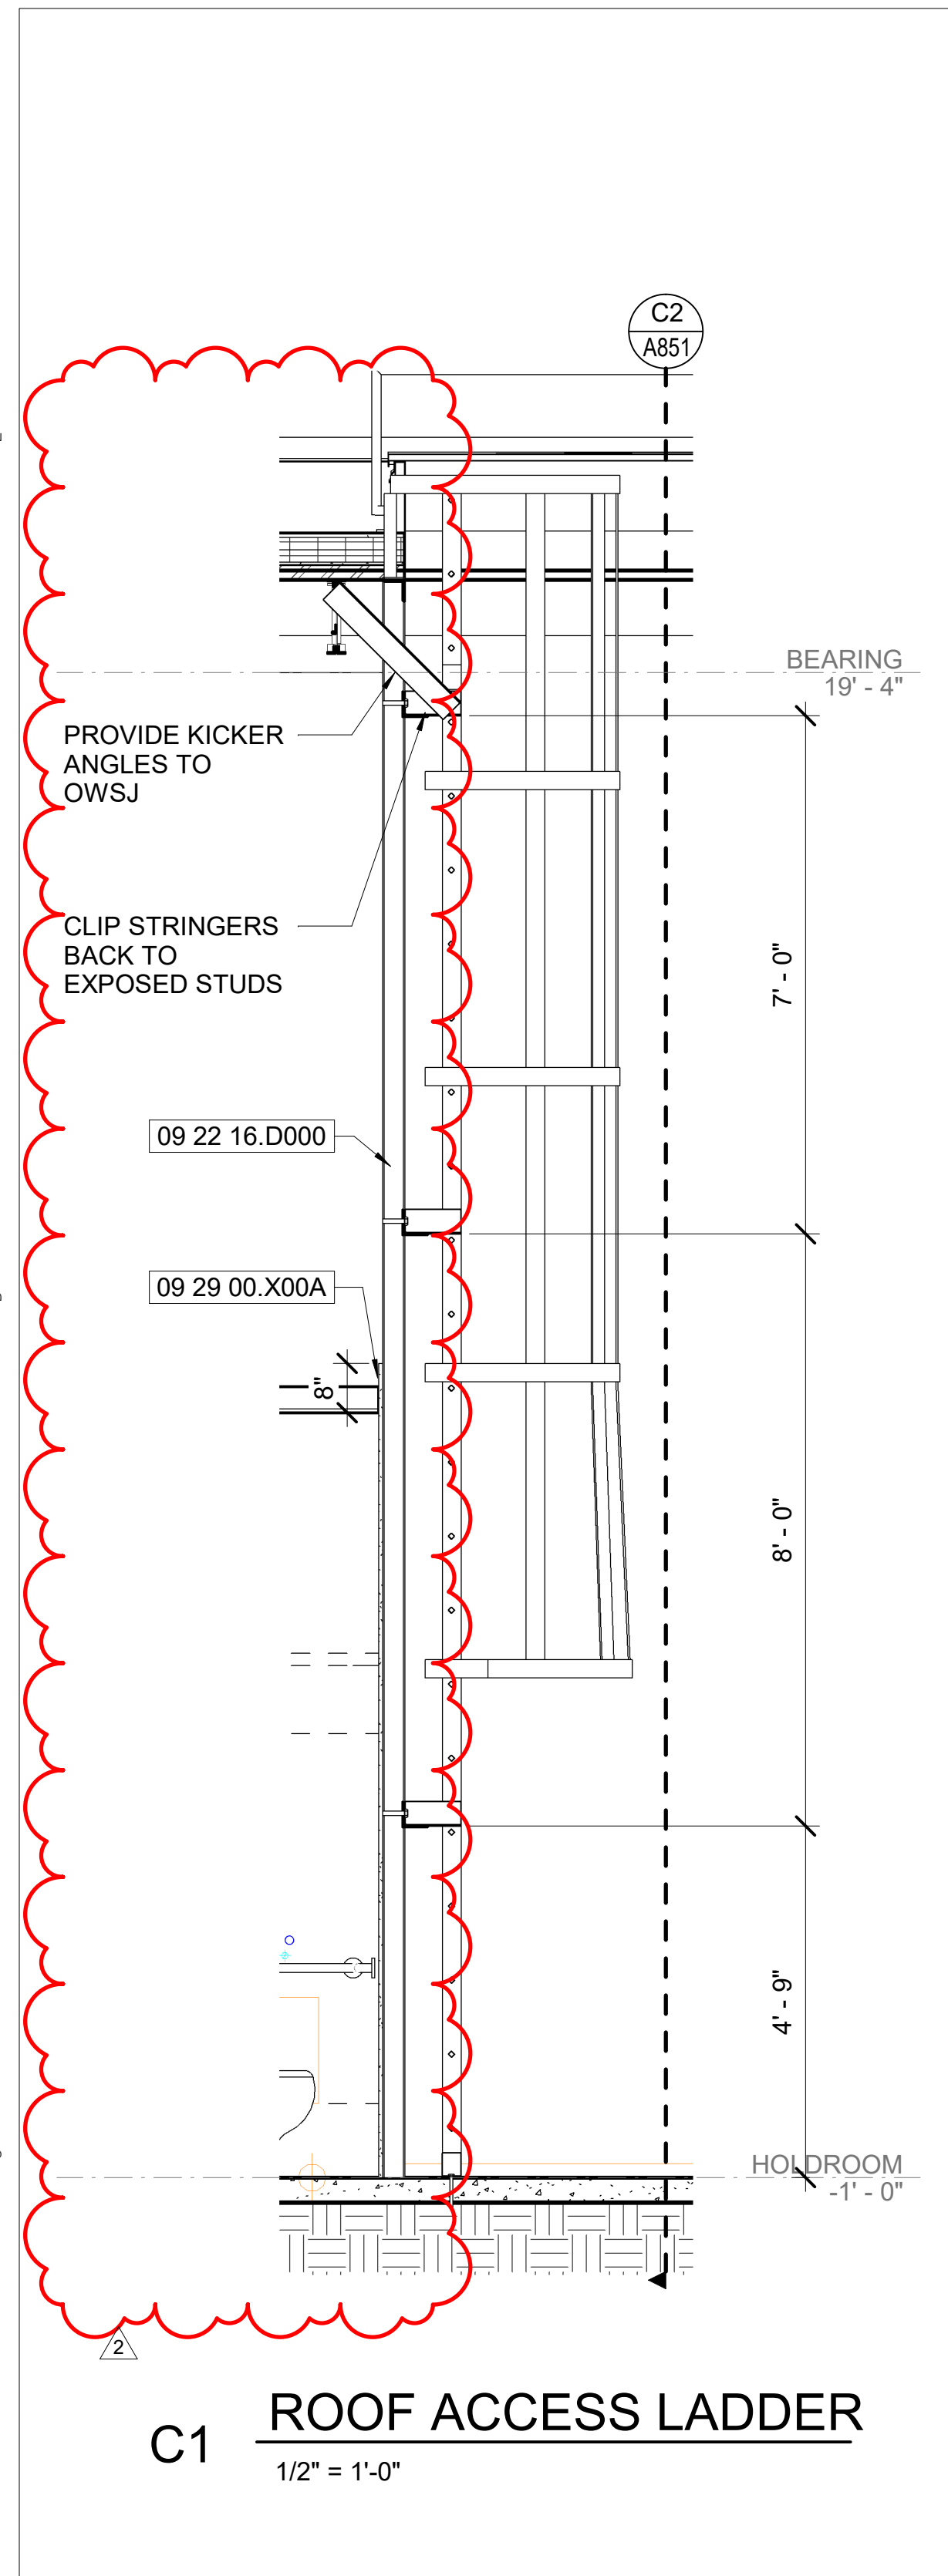 C2
A851
BEARING
19' - 4"
PROVIDE KICKER
ANGLES TO
OWSJ
CLIP STRINGERS
BACK TO
EXPOSED STUDS
7' - 0"
09 22 16.D000
09 29 00.X00A
8"
8' - 0"
4' - 9"
HOLDROOM
-1' - 0"
2
C1
ROOF ACCESS LADDER
1/2" = 1'-0"